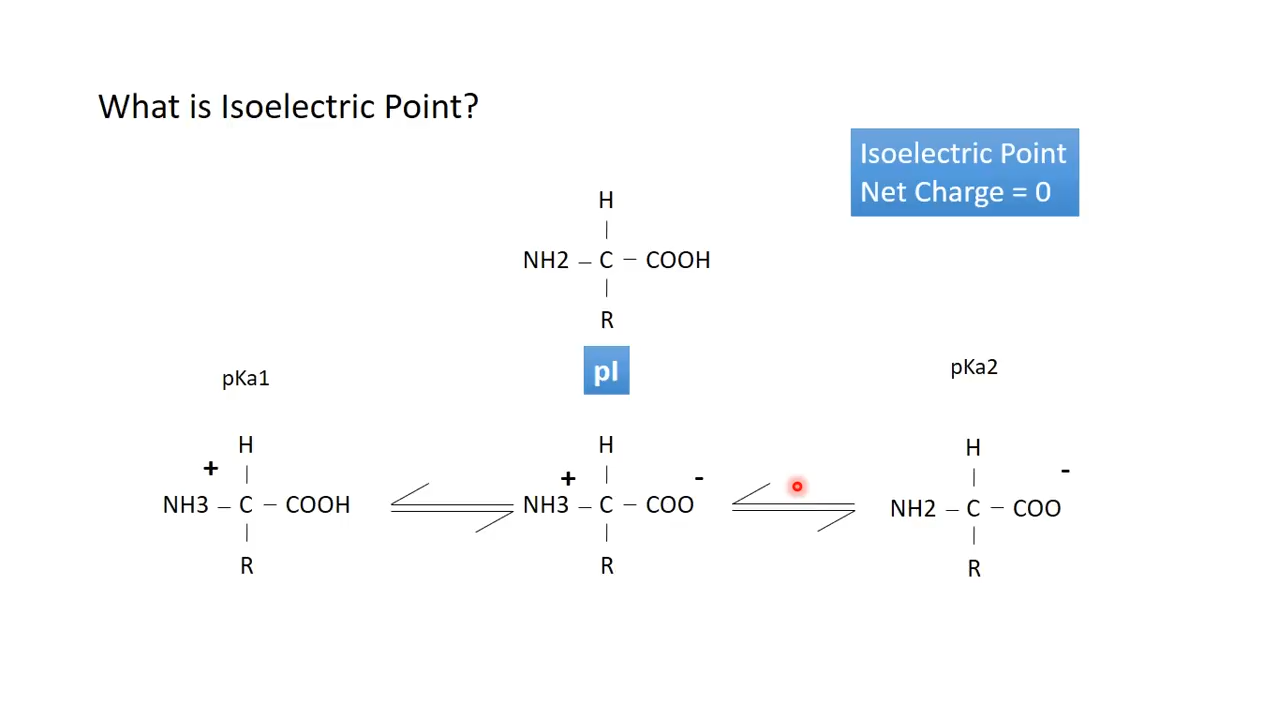 What is Isoelectric Point?
Isoelectric Point
Net Charge = 0
H
NH2 – C – COOH
R
pKa1
pI
pKa2
H
+
NH3 – C – COOH
R
H
+ -
NH3 – C – COO
R
H
-
NH2 – C – COO
R